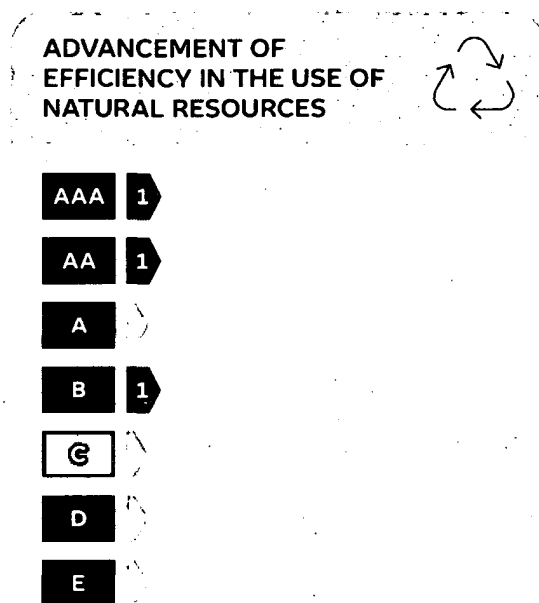 ADVANCEMENT OF
EFFICIENCY IN THE USE OF
NATURAL RESOURCES
AAA 1
AA 1
A
B 1
C
D
E